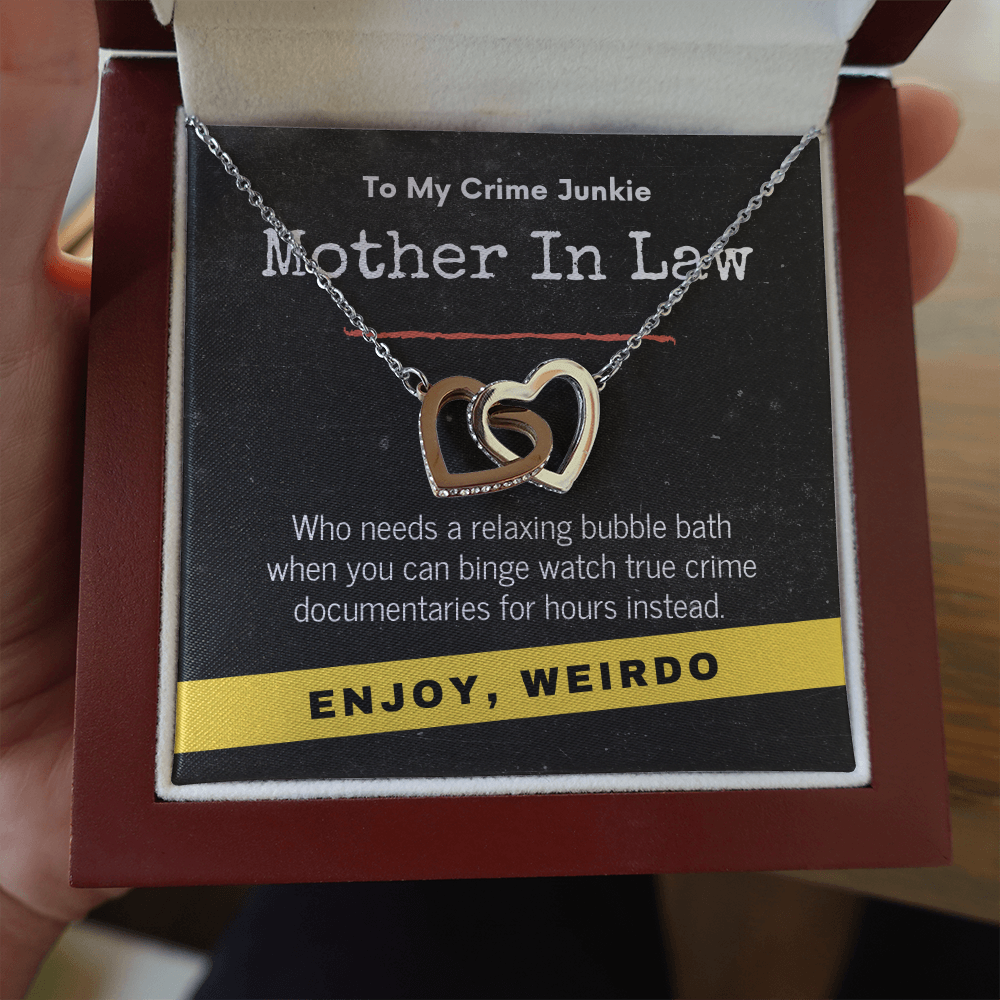 To My Crime Junkie
Mother In Law
Who needs a relaxing bubble bath
when you can binge watch true crime
documentaries for hours instead.
ENJOY, WEIRDO